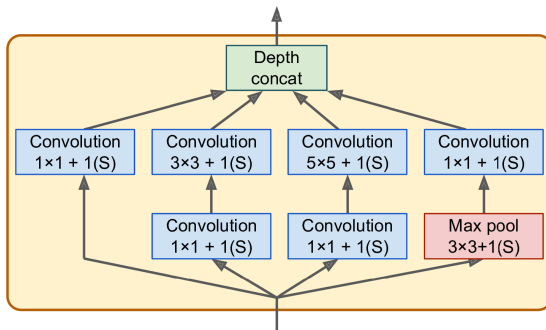 Depth
concat
Convolution
1×1 + 1(S)
Convolution
3×3 + 1(S)
Convolution
5×5 + 1(S)
Convolution
1×1 + 1(S)
Convolution
1×1 + 1(S)
Convolution
1×1 + 1(S)
Max pool
3×3+1(S)